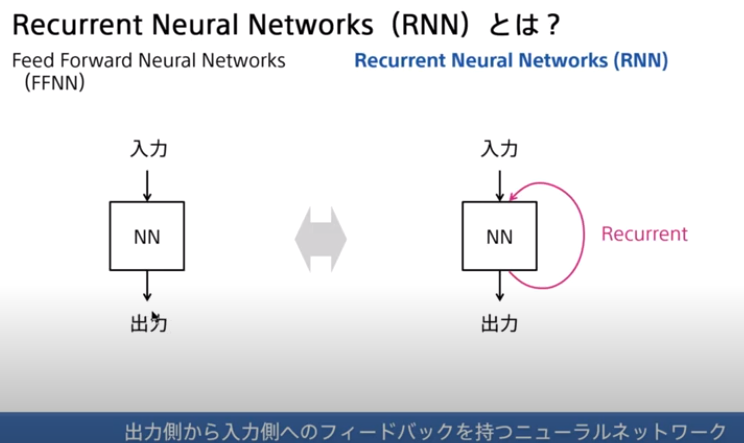 Recurrent Neural Networks（RNN）とは？
Feed Forward Neural Networks
（FFNN）
Recurrent Neural Networks (RNN)
入力
NN
出力
入力
NN
Recurrent
出力
出力側から入力側へのフィードバックを持つニューラルネットワーク